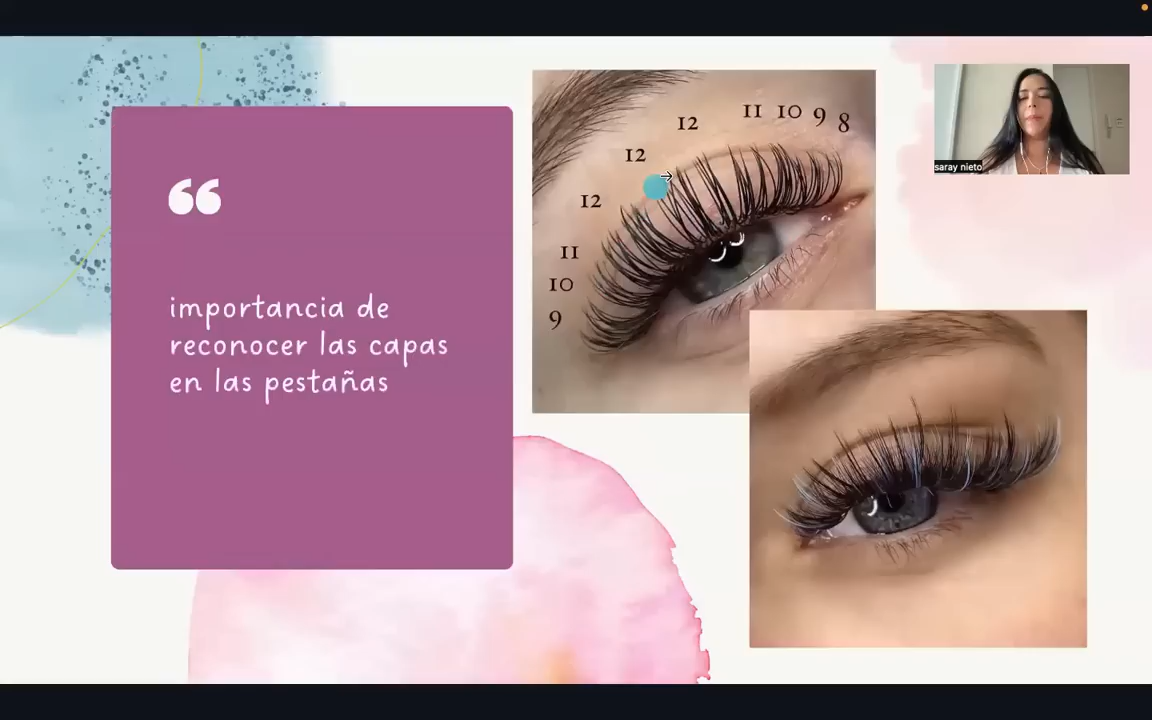 “
importancia de
reconocer las capas
en las pestañas
12
11 10 9 8
12
12
11
10
9
saray nieto